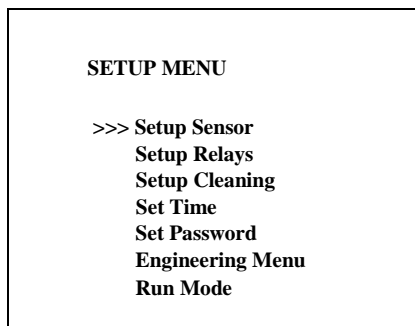 SETUP MENU
>>> Setup Sensor
Setup Relays
Setup Cleaning
Set Time
Set Password
Engineering Menu
Run Mode